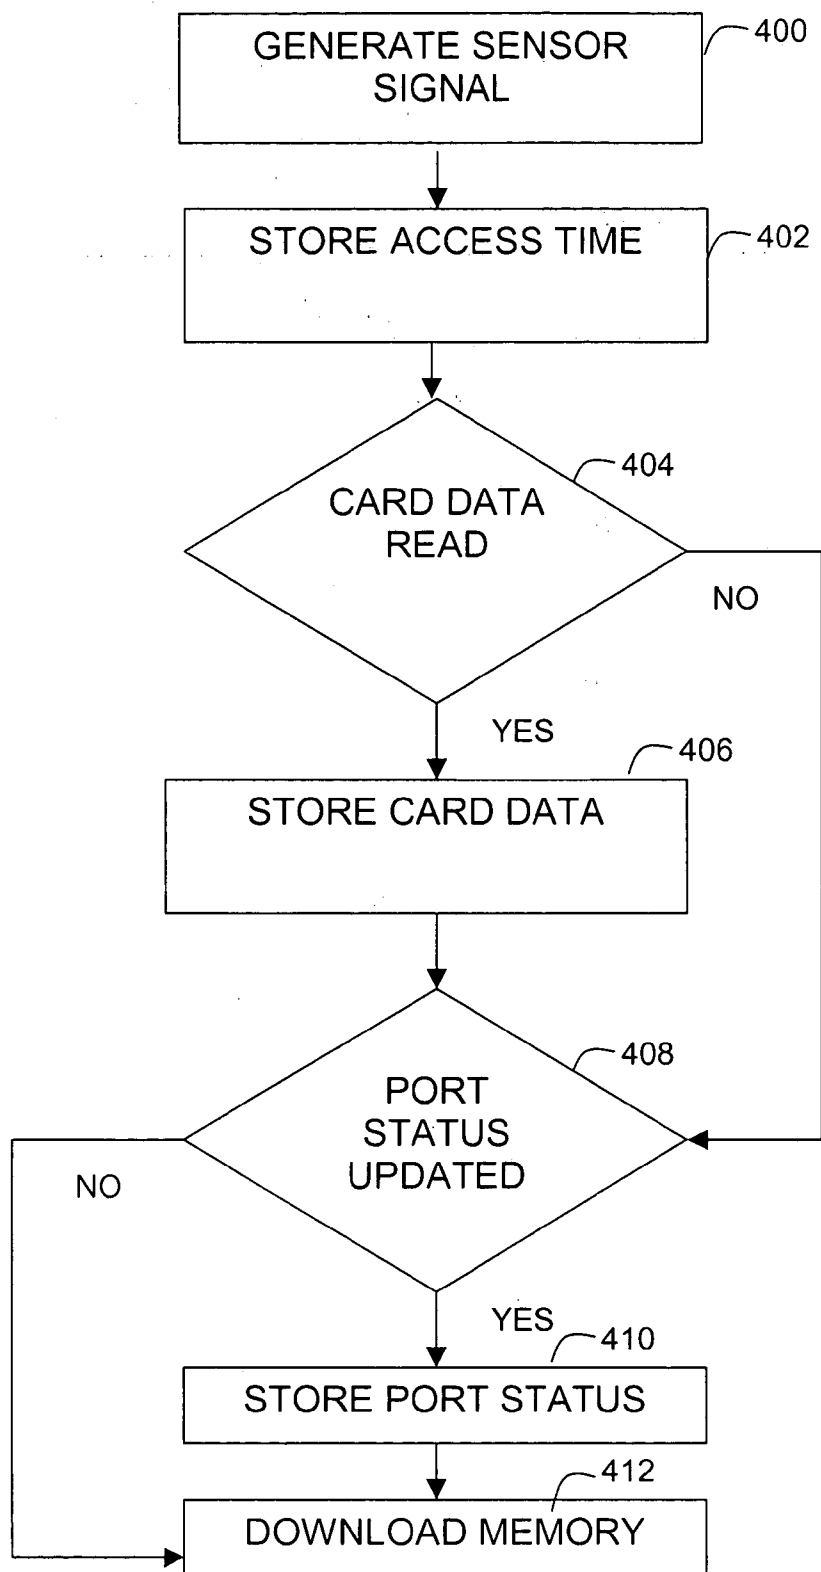 GENERATE SENSOR
SIGNAL
400
STORE ACCESS TIME
402
404
CARD DATA
READ
NO
YES
406
STORE CARD DATA
408
PORT
STATUS
UPDATED
NO
YES
410
STORE PORT STATUS
412
DOWNLOAD MEMORY